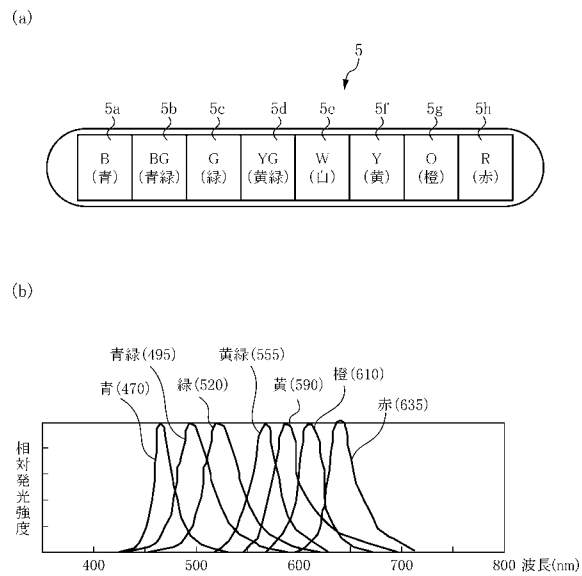 (a)
5
5a 5b 5c 5d 5e 5f 5g 5h
B BG G YG W Y O R
(青) (青緑) (緑) (黄緑) (白) (黄) (橙) (赤)
(b)
青緑(495) 黄緑(555) 橙(610)
青(470) 緑(520) 黄(590) 赤(635)
相対発光強度
400 500 600 700 800 波長(nm)